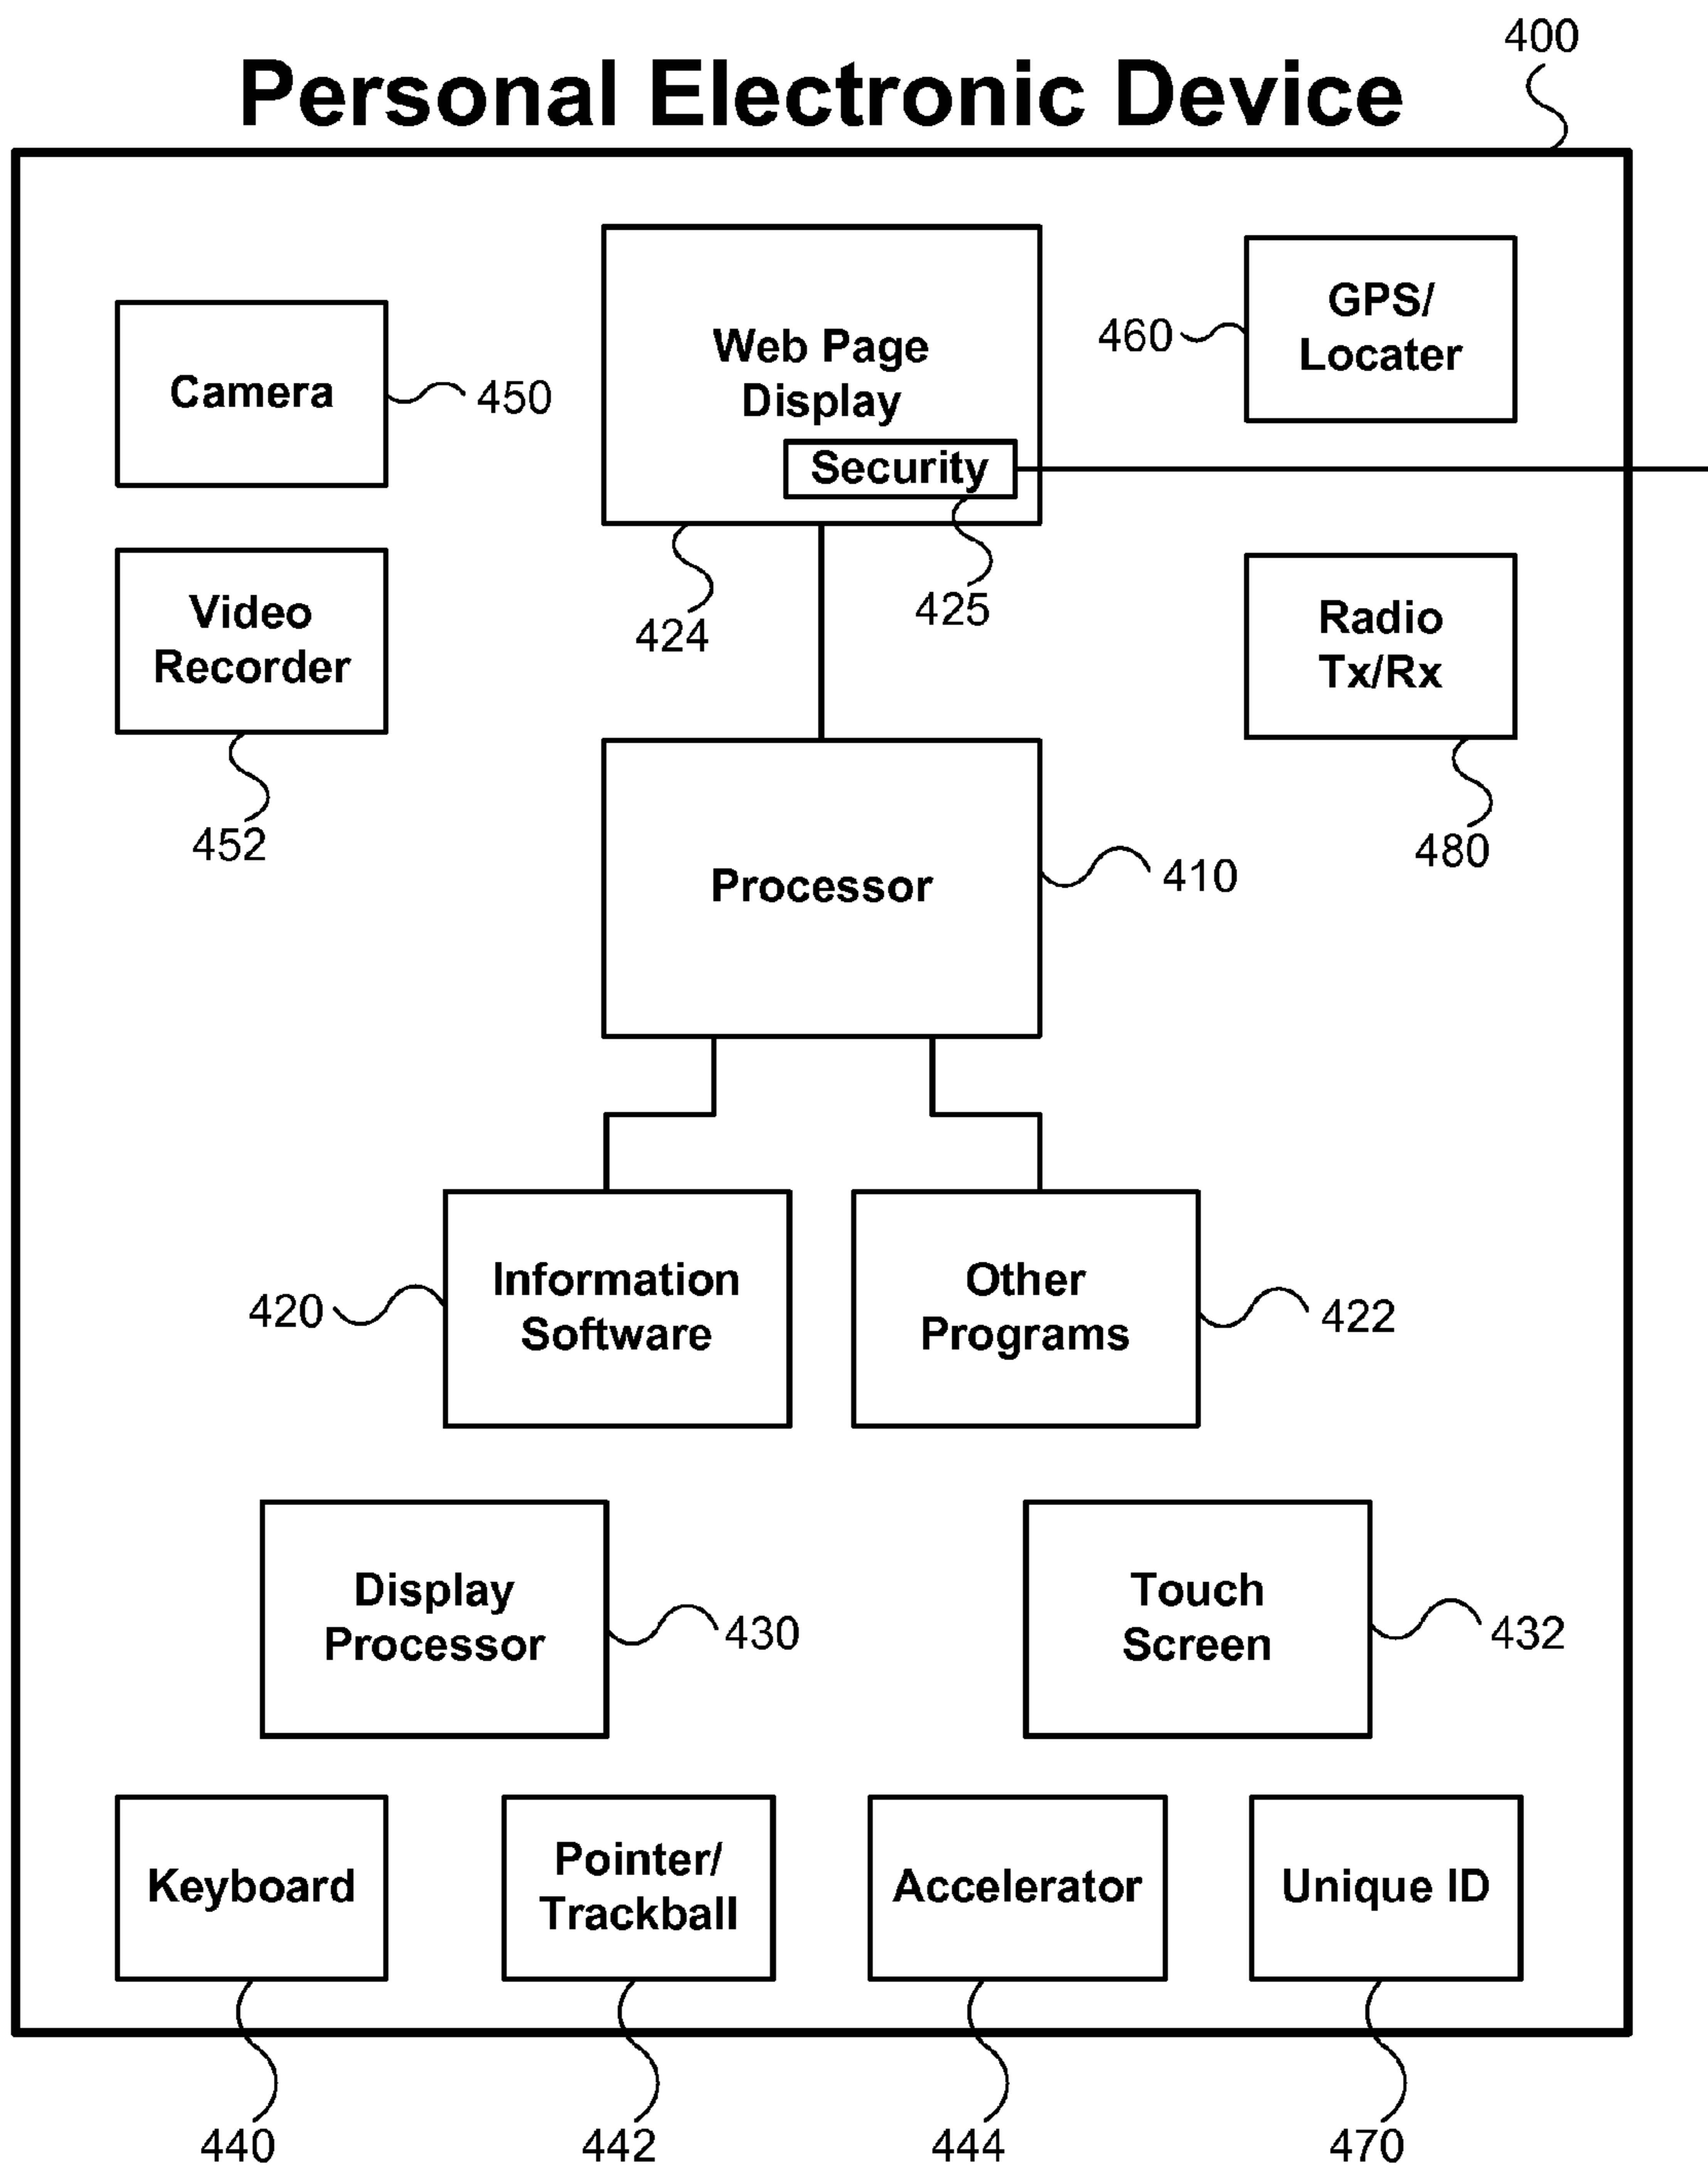 400
Personal Electronic Device
Camera
450
Web Page
Display
Security
424
425
460
GPS/
Locater
Video
Recorder
452
Radio
Tx/Rx
480
Processor
410
420
Information
Software
Other
Programs
422
Display
Processor
430
Touch
Screen
432
Keyboard
Pointer/
Trackball
Accelerator
Unique ID
440
442
444
470